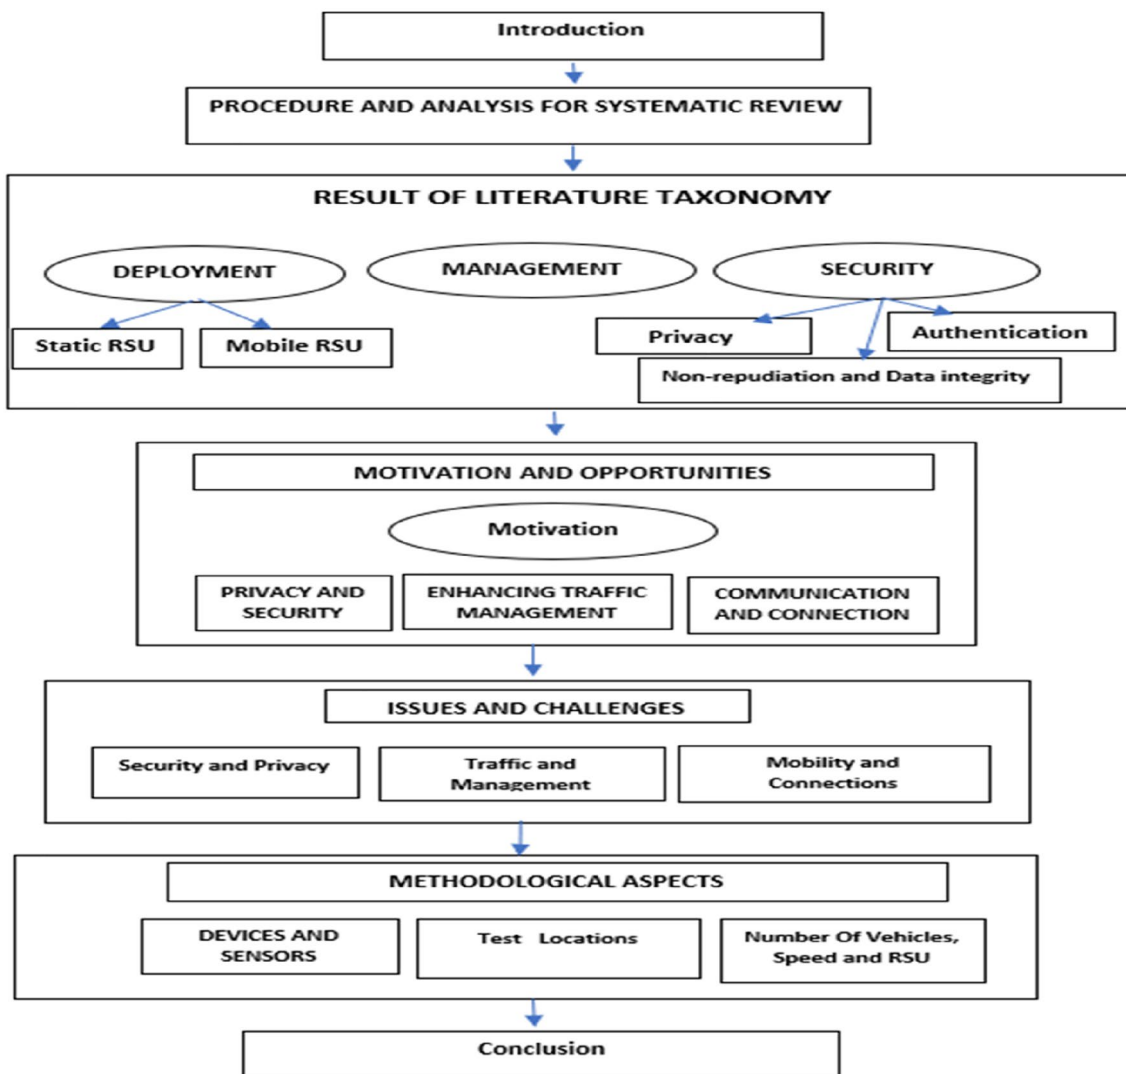 Introduction
PROCEDURE AND ANALYSIS FOR SYSTEMATIC REVIEW
RESULT OF LITERATURE TAXONOMY
DEPLOYMENT
MANAGEMENT
SECURITY
Static RSU
Mobile RSU
Privacy
Authentication
Non-repudiation and Data integrity
MOTIVATION AND OPPORTUNITIES
Motivation
PRIVACY AND
SECURITY
ENHANCING TRAFFIC
MANAGEMENT
COMMUNICATION
AND CONNECTION
ISSUES AND CHALLENGES
Security and Privacy
Traffic and
Management
Mobility and
Connections
METHODOLOGICAL ASPECTS
DEVICES AND
SENSORS
Test Locations
Number Of Vehicles,
Speed and RSU
Conclusion